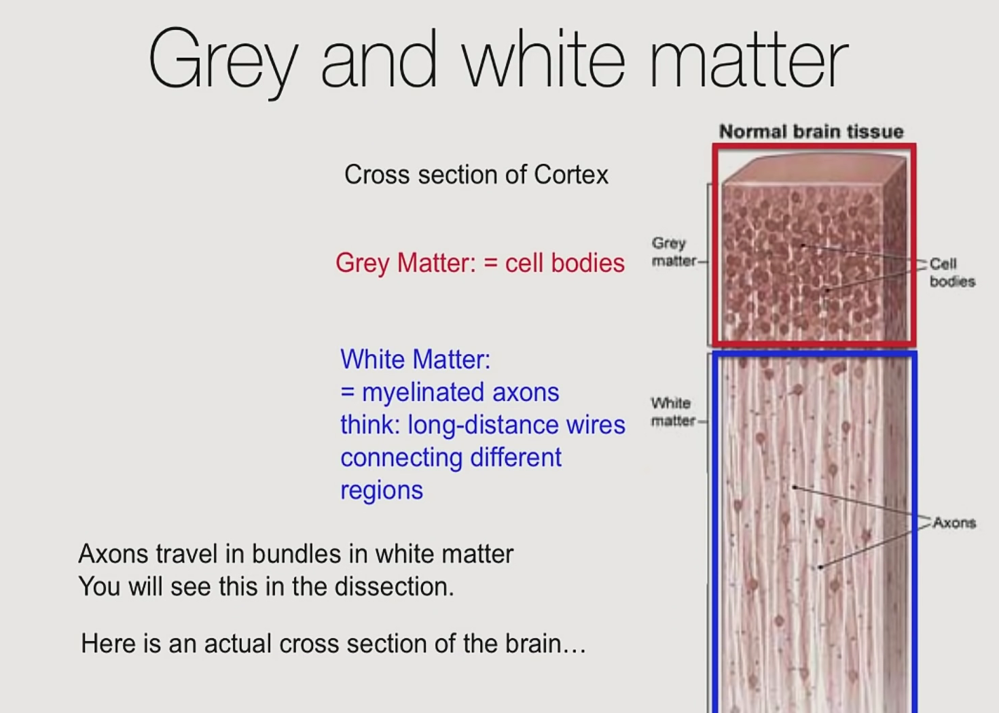 Grey and white matter
Normal brain tissue
Cross section of Cortex
Grey
matter
Cell
bodies
Grey Matter: = cell bodies
White Matter:
= myelinated axons
think: long-distance wires
connecting different
regions
White
matter
Axons
Axons travel in bundles in white matter
You will see this in the dissection.
Here is an actual cross section of the brain…